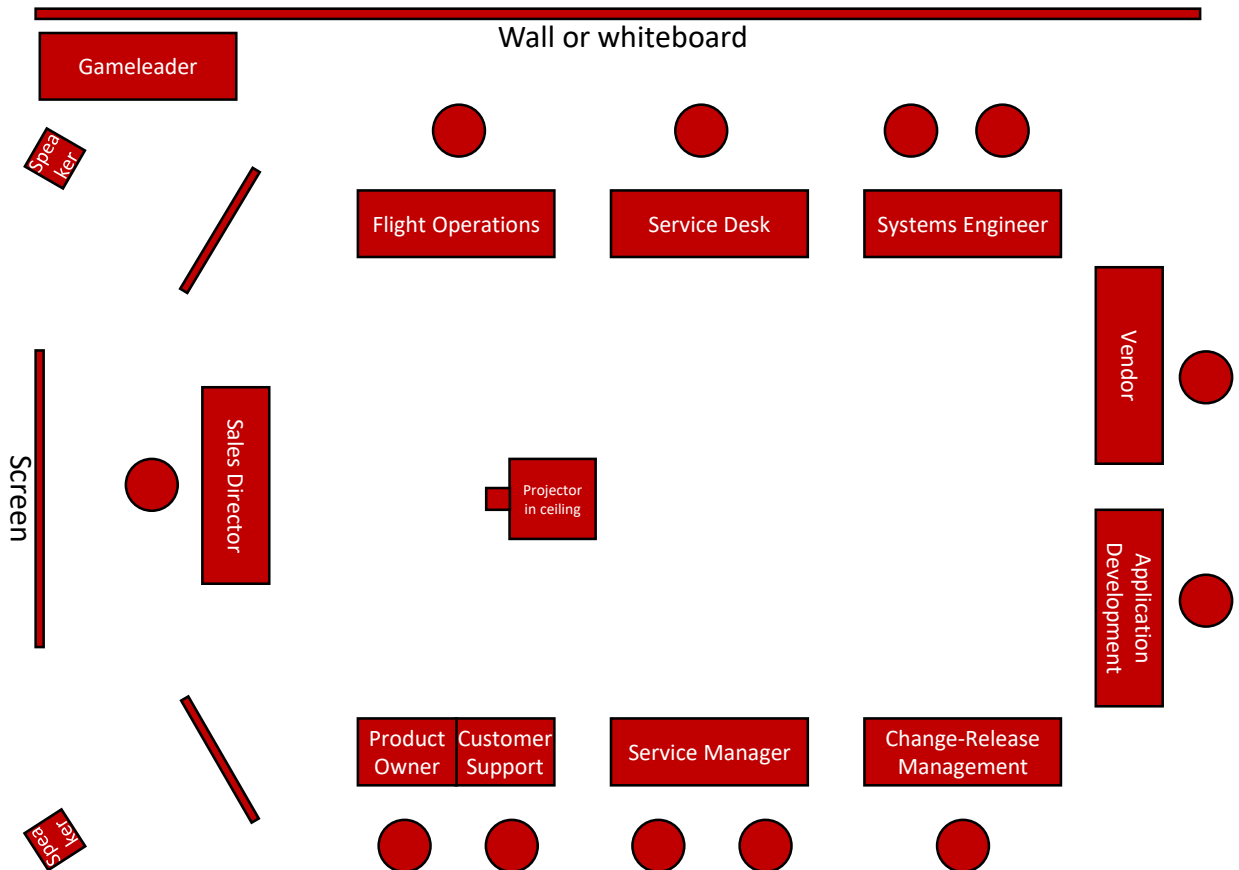 Wall or whiteboard
Gameleader
Spea
ker
Flight Operations
Service Desk
Systems Engineer
Vendor
Screen
Sales Director
Projector
in ceiling
Application
Development
Product
Owner
Customer
Support
Service Manager
Change-Release
Management
Spea
ker